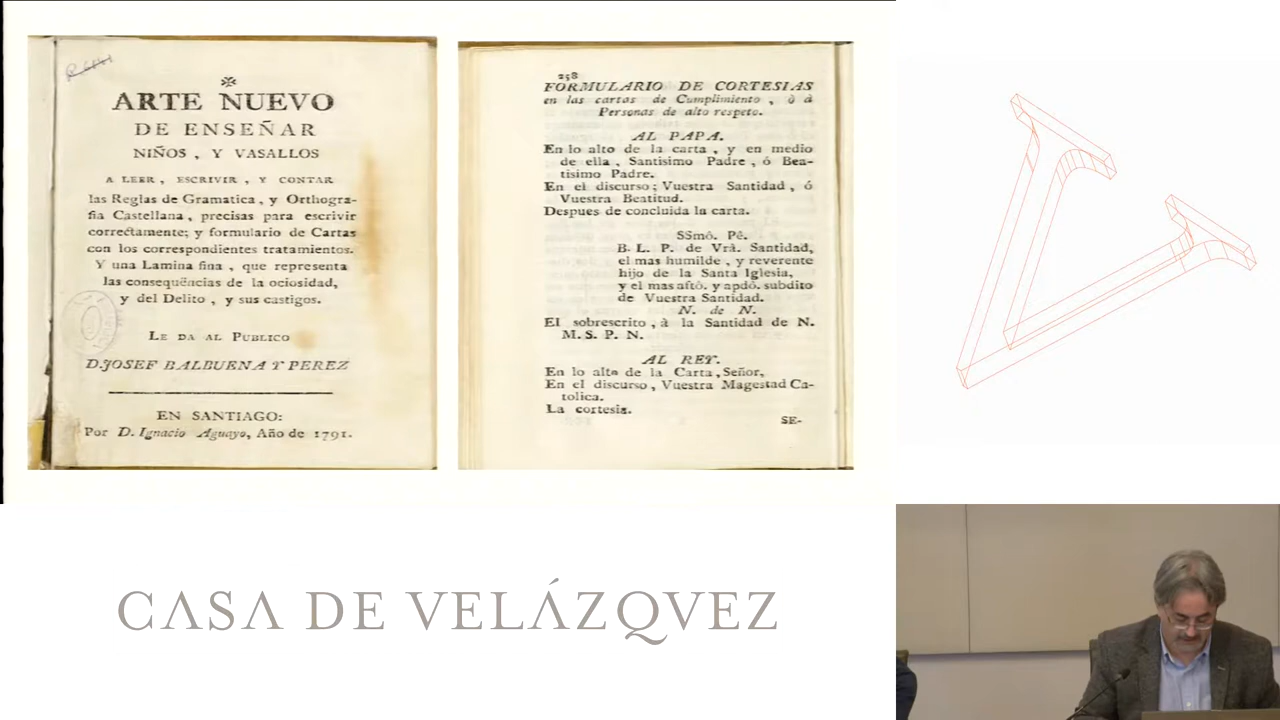 ARTE NUEVO
DE ENSEÑAR
NIÑOS , Y VASALLOS
A LEER , ESCRIVIR , Y CONTAR
las Reglas de Gramatica , y Orthogra-
fia Castellana , precisas para escrivir
correctamente; y formulario de Cartas
con los correspondientes tratamientos.
Y una Lamina fina , que representa
las consequëncias de la ociosidad,
y del Delito , y sus castigos.
LE DA AL PUBLICO
D. JOSEF BALBUENA Y PEREZ
EN SANTIAGO:
Por D. Ignacio Aguayo, Año de 1791.
258
FORMULARIO DE CORTESIAS
en las cartas de Cumplimiento , ò à
Personas de alto respeto.
AL PAPA.
En lo alto de la carta , y en medio
de ella , Santisimo Padre , ó Bea-
tisimo Padre.
En el discurso; Vuestra Santidad , ó
Vuestra Beatitud.
Despues de concluida la carta.
SSmô. Pê.
B. L. P. de Vrà. Santidad,
el mas humilde , y reverente
hijo de la Santa Iglesia,
y el mas aftô. y apdô. subdito
de Vuestra Santidad.
N. de N.
El sobrescrito , à la Santidad de N.
M. S. P. N.
AL REY.
En lo alto de la Carta, Señor,
En el discurso, Vuestra Magestad Ca-
tolica.
La cortesia.
SE-
CASA DE VELÁZQVEZ